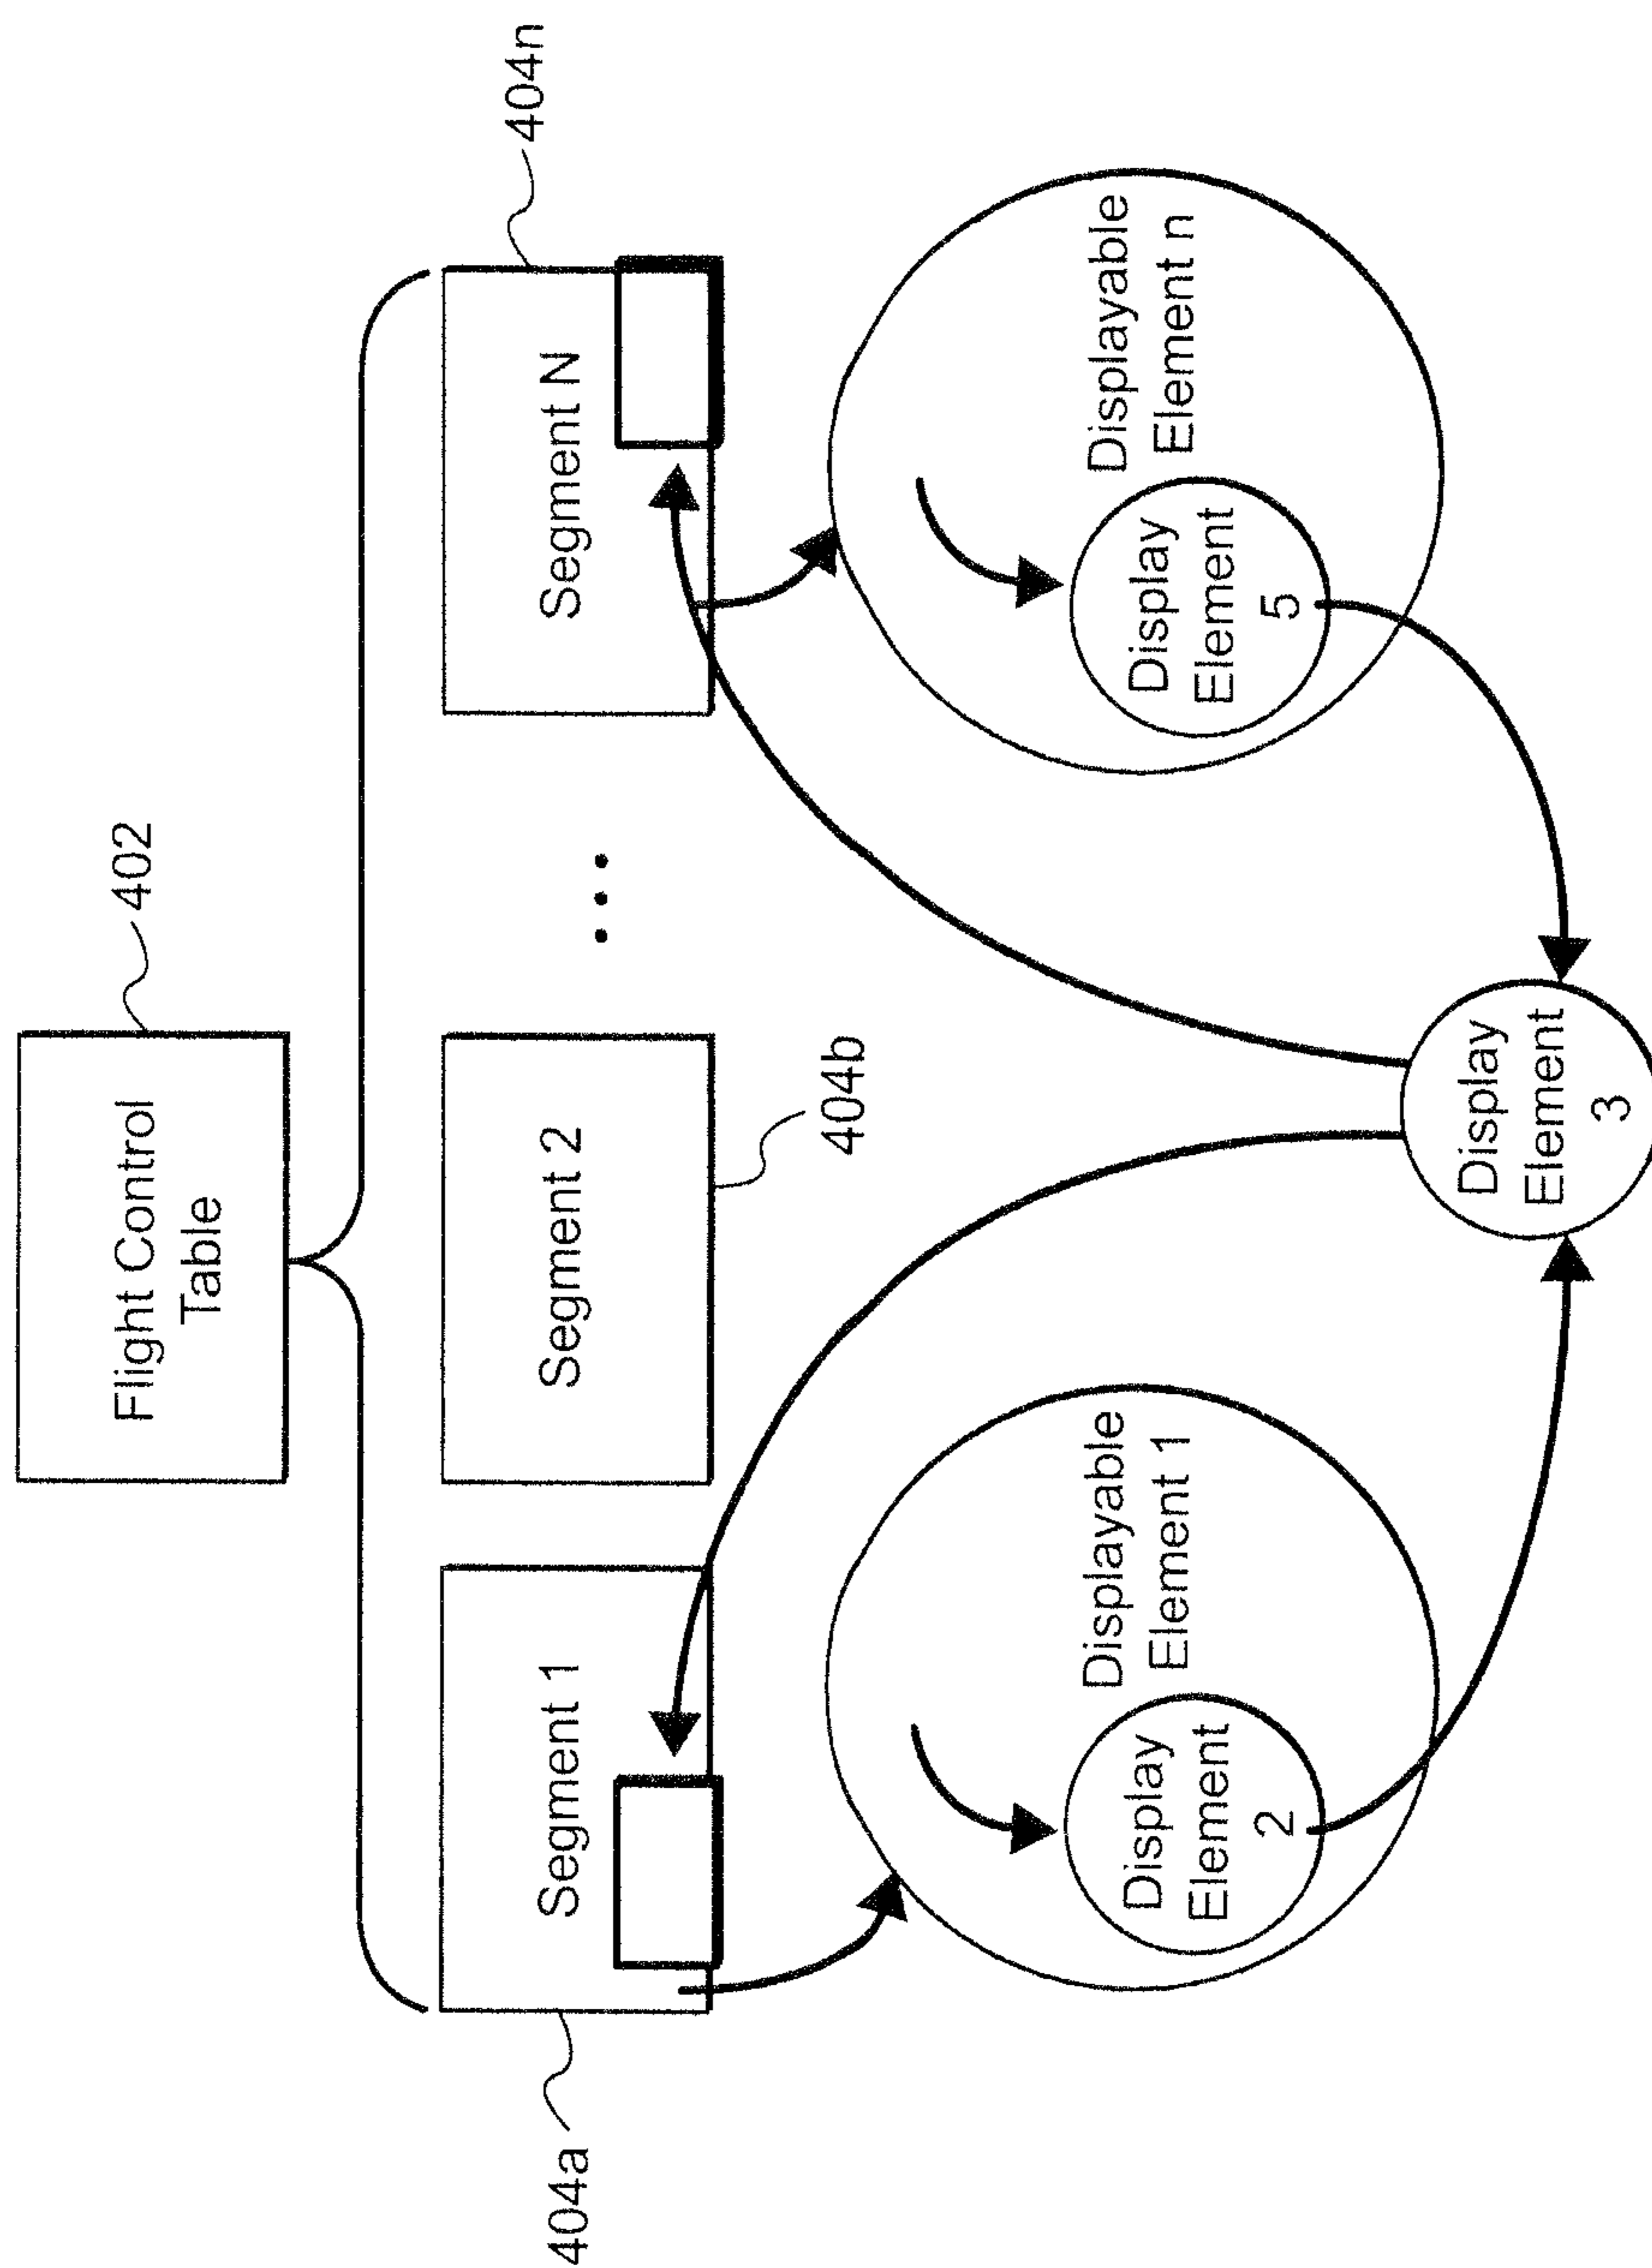 Flight Control
Table
402
404a
Segment 1
Segment 2
404b
Segment N
404n
Displayable
Element 1
Display
Element
2
Displayable
Element n
Display
Element
5
Display
Element
3